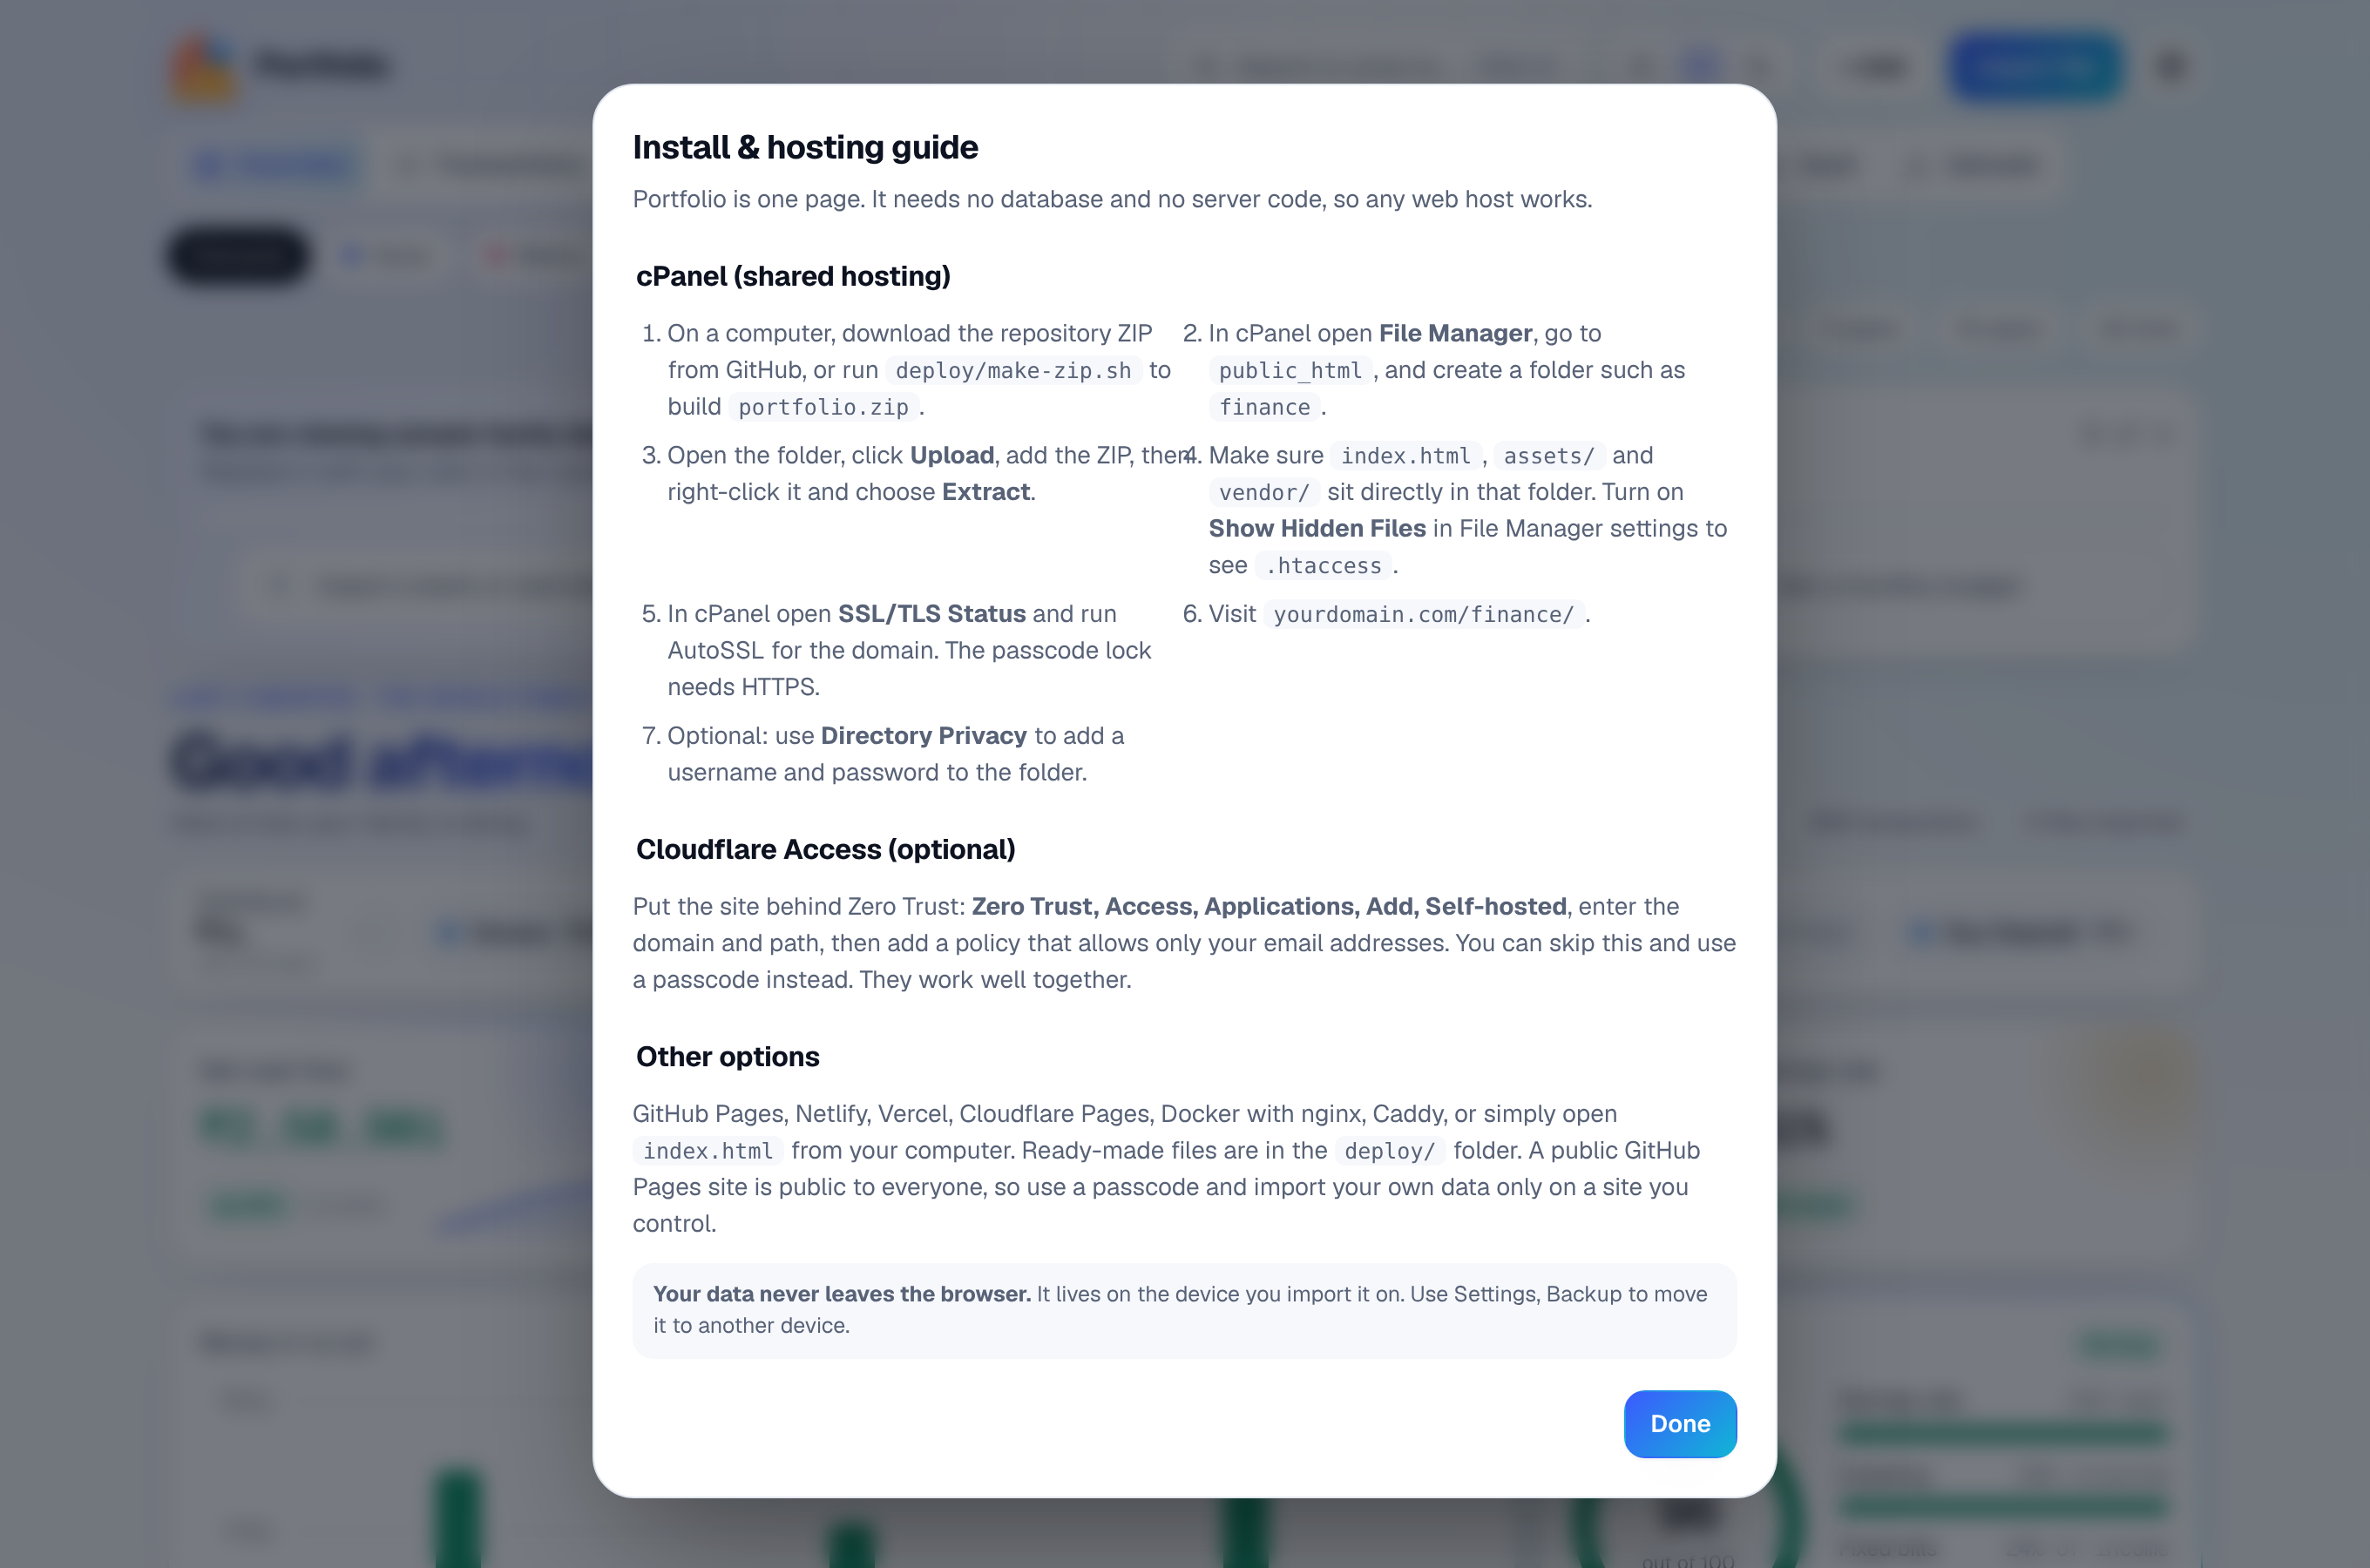 Portfolio
Install & hosting guide
Portfolio is one page. It needs no database and no server code, so any web host works.
cPanel (shared hosting)
1. On a computer, download the repository ZIP
from GitHub, or run deploy/make-zip.sh to
build portfolio.zip.
2. In cPanel open File Manager, go to
public_html, and create a folder such as
finance.
3. Open the folder, click Upload, add the ZIP, then
right-click it and choose Extract.
4. Make sure index.html, assets/ and
vendor/ sit directly in that folder. Turn on
Show Hidden Files in File Manager settings to
see .htaccess.
5. In cPanel open SSL/TLS Status and run
AutoSSL for the domain. The passcode lock
needs HTTPS.
6. Visit yourdomain.com/finance/.
7. Optional: use Directory Privacy to add a
username and password to the folder.
Cloudflare Access (optional)
Put the site behind Zero Trust: Zero Trust, Access, Applications, Add, Self-hosted, enter the
domain and path, then add a policy that allows only your email addresses. You can skip this and use
a passcode instead. They work well together.
Other options
GitHub Pages, Netlify, Vercel, Cloudflare Pages, Docker with nginx, Caddy, or simply open
index.html from your computer. Ready-made files are in the deploy/ folder. A public GitHub
Pages site is public to everyone, so use a passcode and import your own data only on a site you
control.
Your data never leaves the browser. It lives on the device you import it on. Use Settings, Backup to move
it to another device.
Done
Good
out of 100